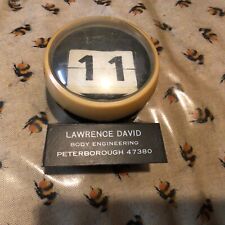 11
LAWRENCE DAVID
BODY ENGINEERING
PETERBOROUGH 47380